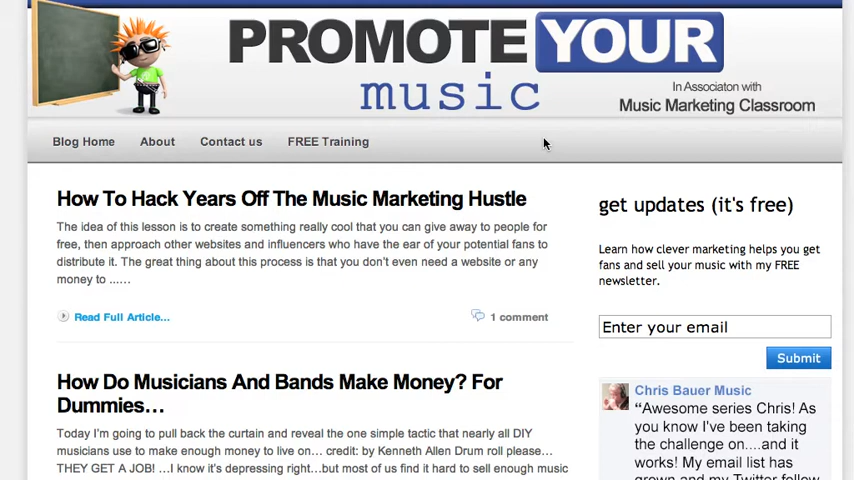 PROMOTE YOUR
music
In Associaton with
Music Marketing Classroom
Blog Home About Contact us FREE Training
How To Hack Years Off The Music Marketing Hustle
The idea of this lesson is to create something really cool that you can give away to people for
free, then approach other websites and influencers who have the ear of your potential fans to
distribute it. The great thing about this process is that you don't even need a website or any
money to ......
Read Full Article...
1 comment
How Do Musicians And Bands Make Money? For
Dummies…
Today I'm going to pull back the curtain and reveal the one simple tactic that nearly all DIY
musicians use to make enough money to live on… credit: by Kenneth Allen Drum roll please…
THEY GET A JOB! …I know it's depressing right…but most of us find it hard to sell enough music
get updates (it's free)
Learn how clever marketing helps you get
fans and sell your music with my FREE
newsletter.
Enter your email
Submit
Chris Bauer Music
“Awesome series Chris! As
you know I've been taking
the challenge on....and it
works! My email list has
grown and my Twitter follow